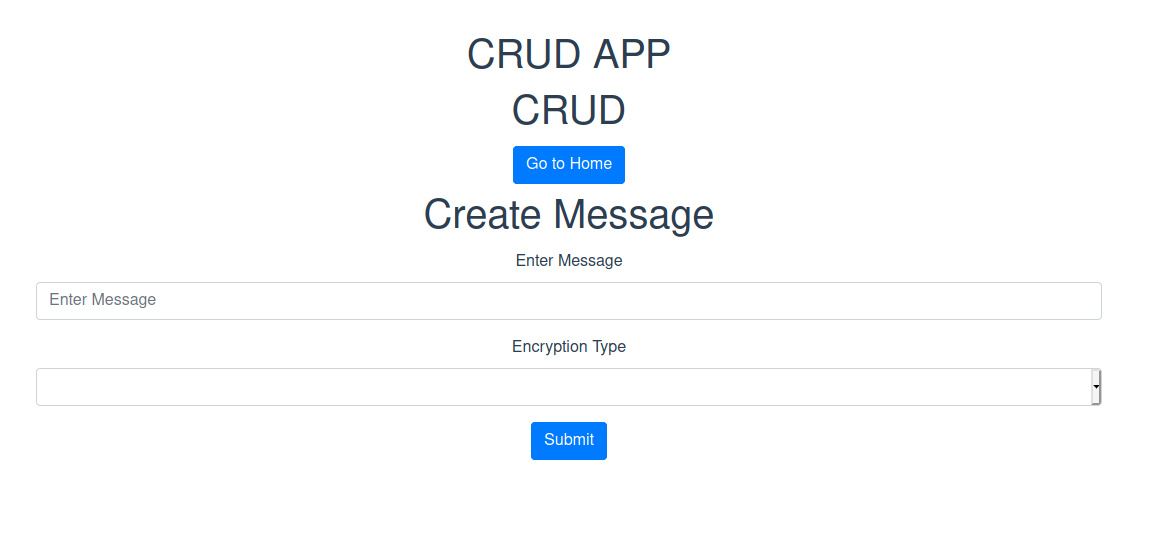 CRUD APP
CRUD
Go to Home
Create Message
Enter Message
Enter Message
Encryption Type
Submit